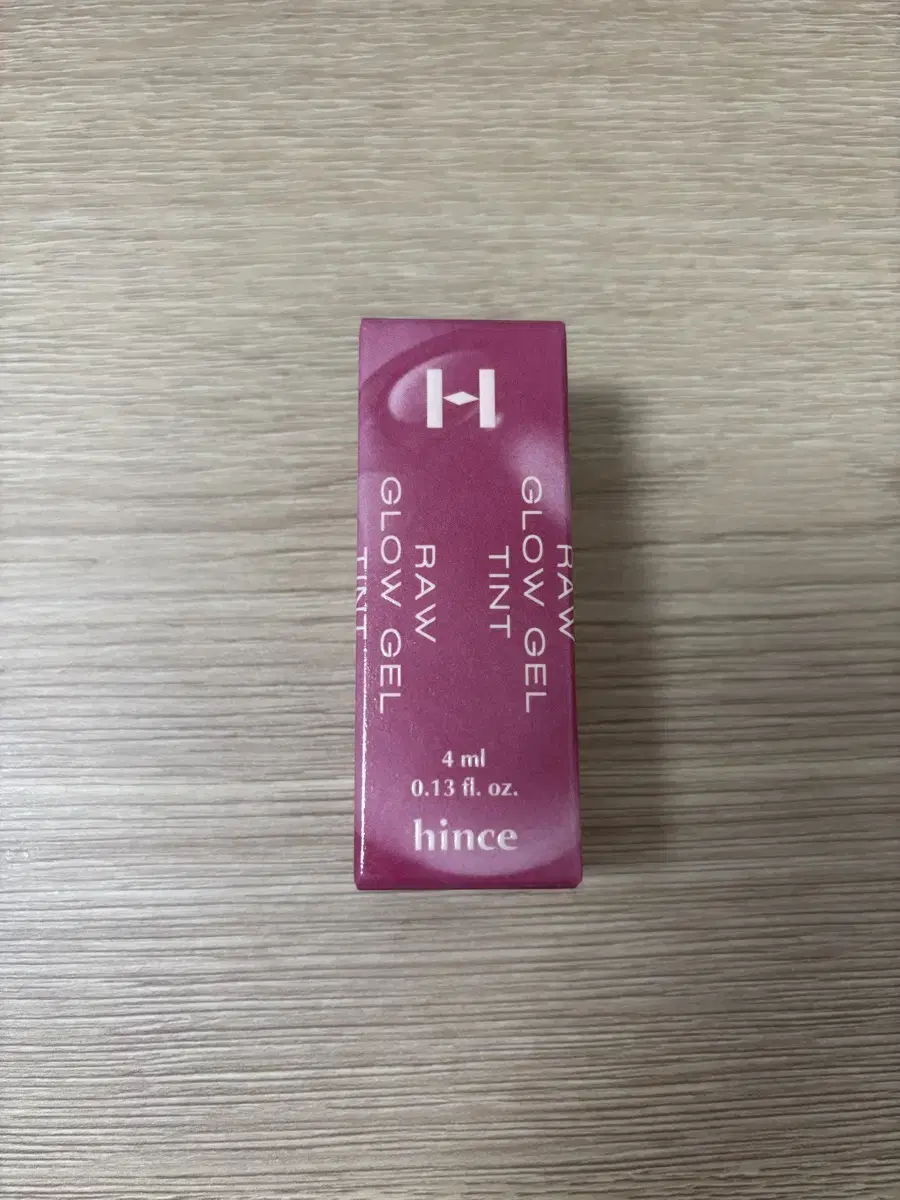 H
RAW
GLOW GEL
TINT
RAW
GLOW GEL
TINT
4 ml
0.13 fl. oz.
hince